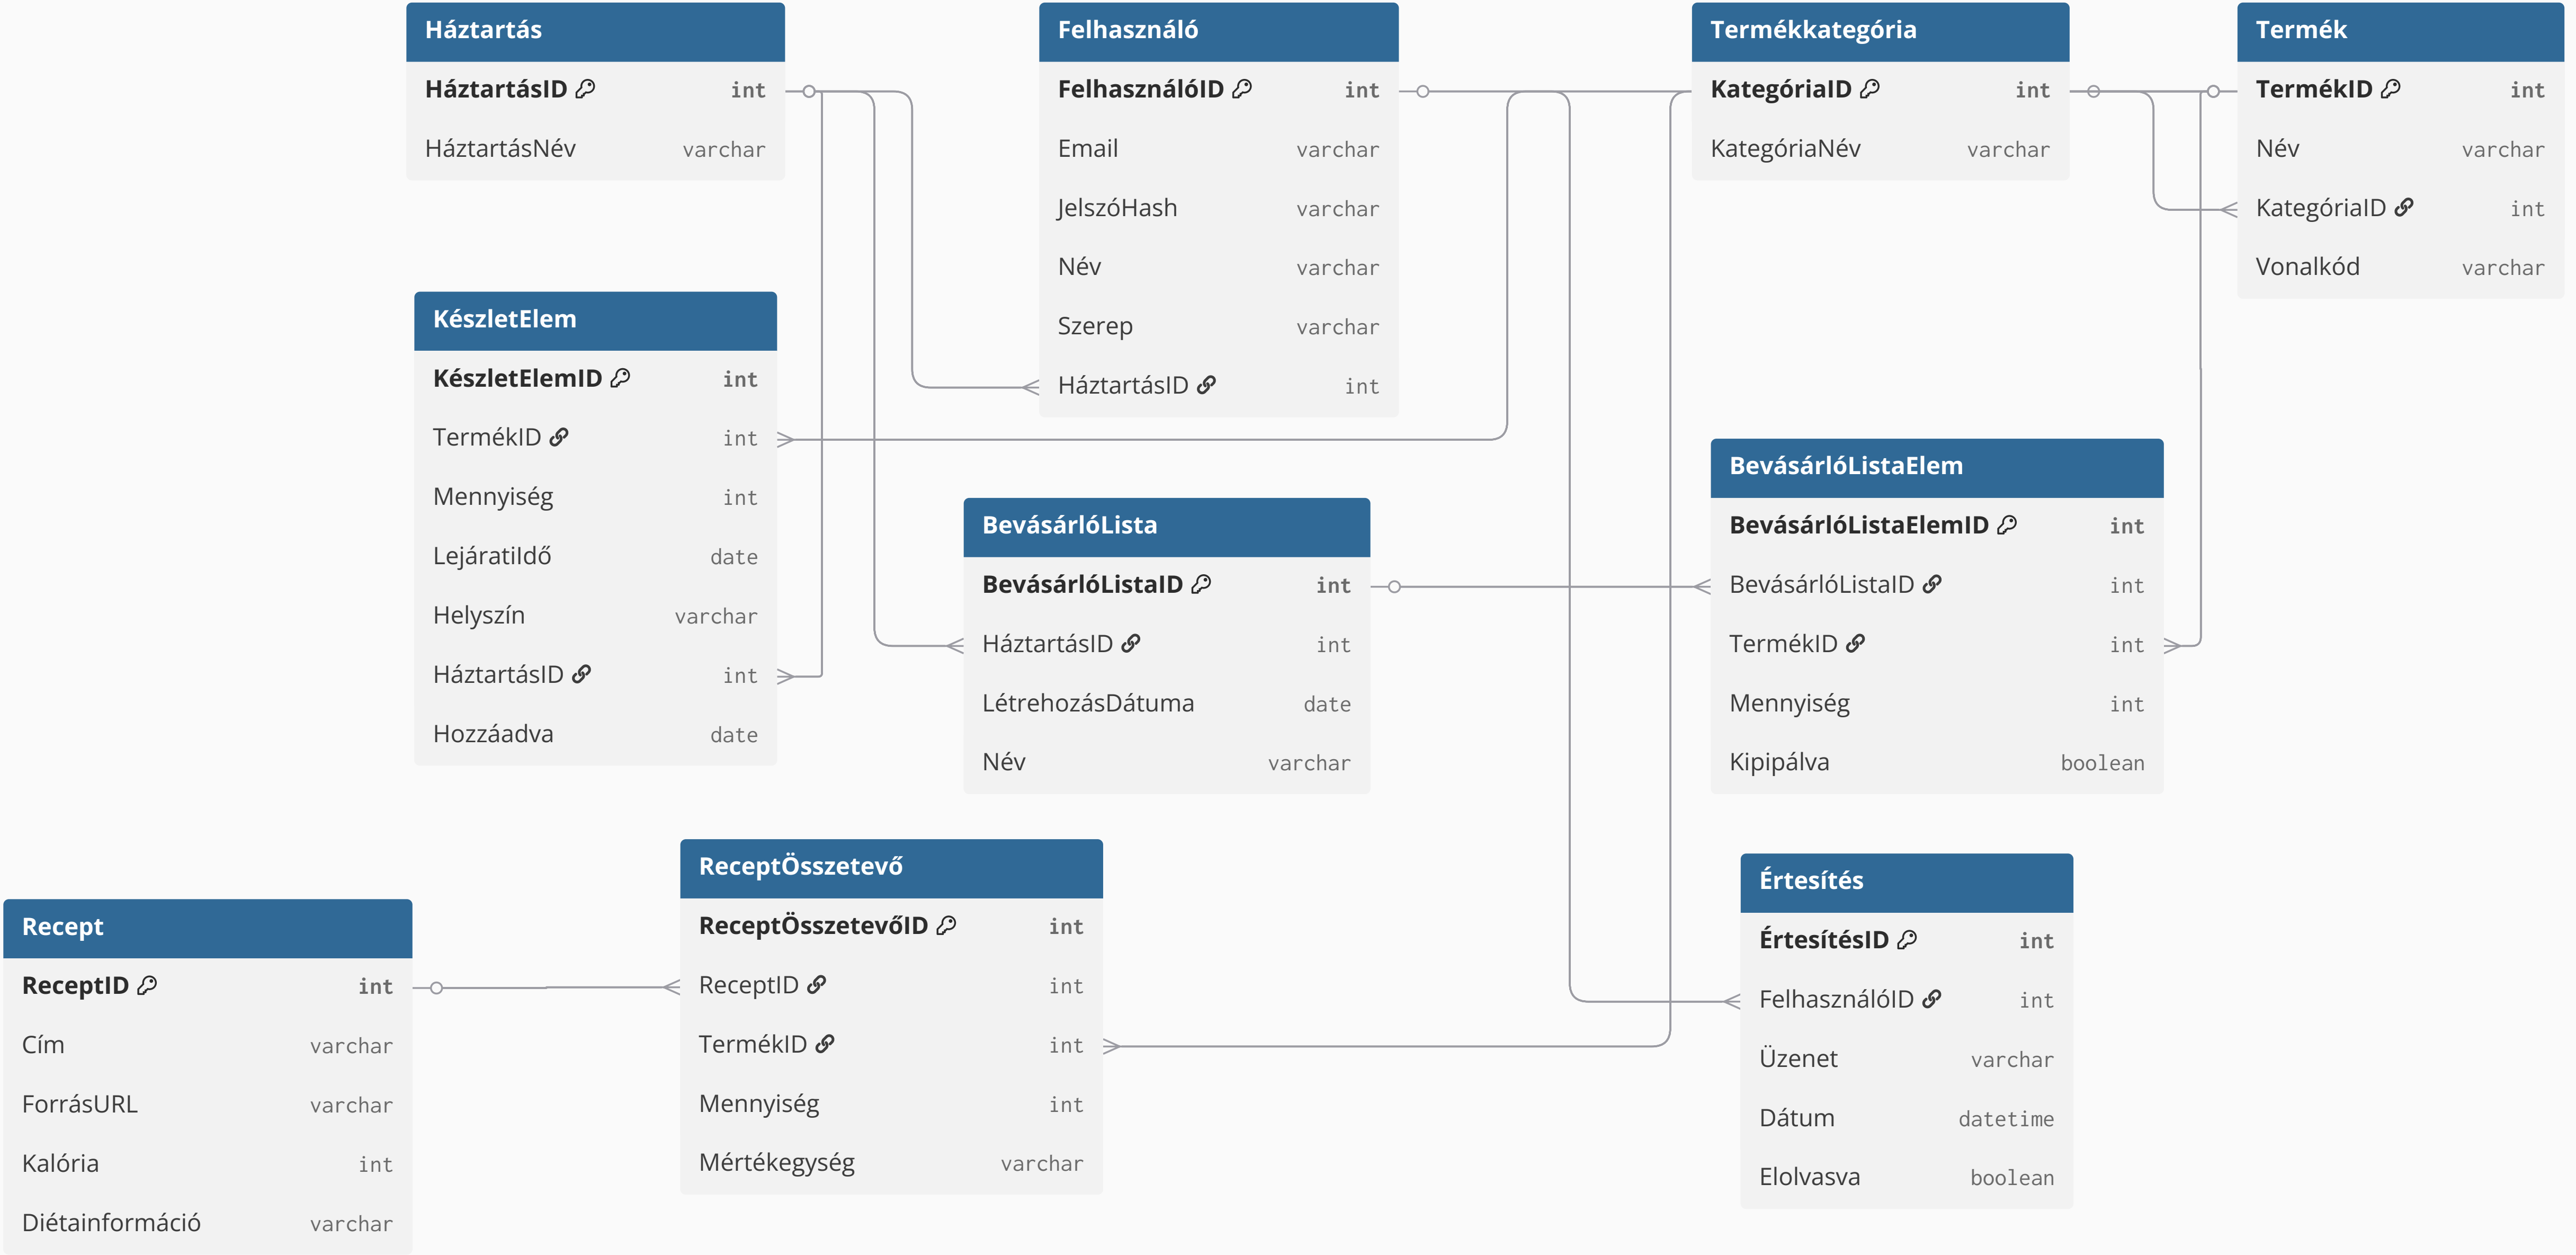 Háztartás
HáztartásID int
HáztartásNév varchar
Felhasználó
FelhasználóID int
Email varchar
JelszóHash varchar
Név varchar
Szerep varchar
HáztartásID int
Termékkategória
KategóriaID int
KategóriaNév varchar
Termék
TermékID int
Név varchar
KategóriaID int
Vonalkód varchar
KészletElem
KészletElemID int
TermékID int
Mennyiség int
LejáratiIdő date
Helyszín varchar
HáztartásID int
Hozzáadva date
BevásárlóLista
BevásárlóListaID int
HáztartásID int
LétrehozásDátuma date
Név varchar
BevásárlóListaElem
BevásárlóListaElemID int
BevásárlóListaID int
TermékID int
Mennyiség int
Kipipálva boolean
Recept
ReceptID int
Cím varchar
ForrásURL varchar
Kalória int
Diétainformáció varchar
ReceptÖsszetevő
ReceptÖsszetevőID int
ReceptID int
TermékID int
Mennyiség int
Mértékegység varchar
Értesítés
ÉrtesítésID int
FelhasználóID int
Üzenet varchar
Dátum datetime
Elolvasva boolean